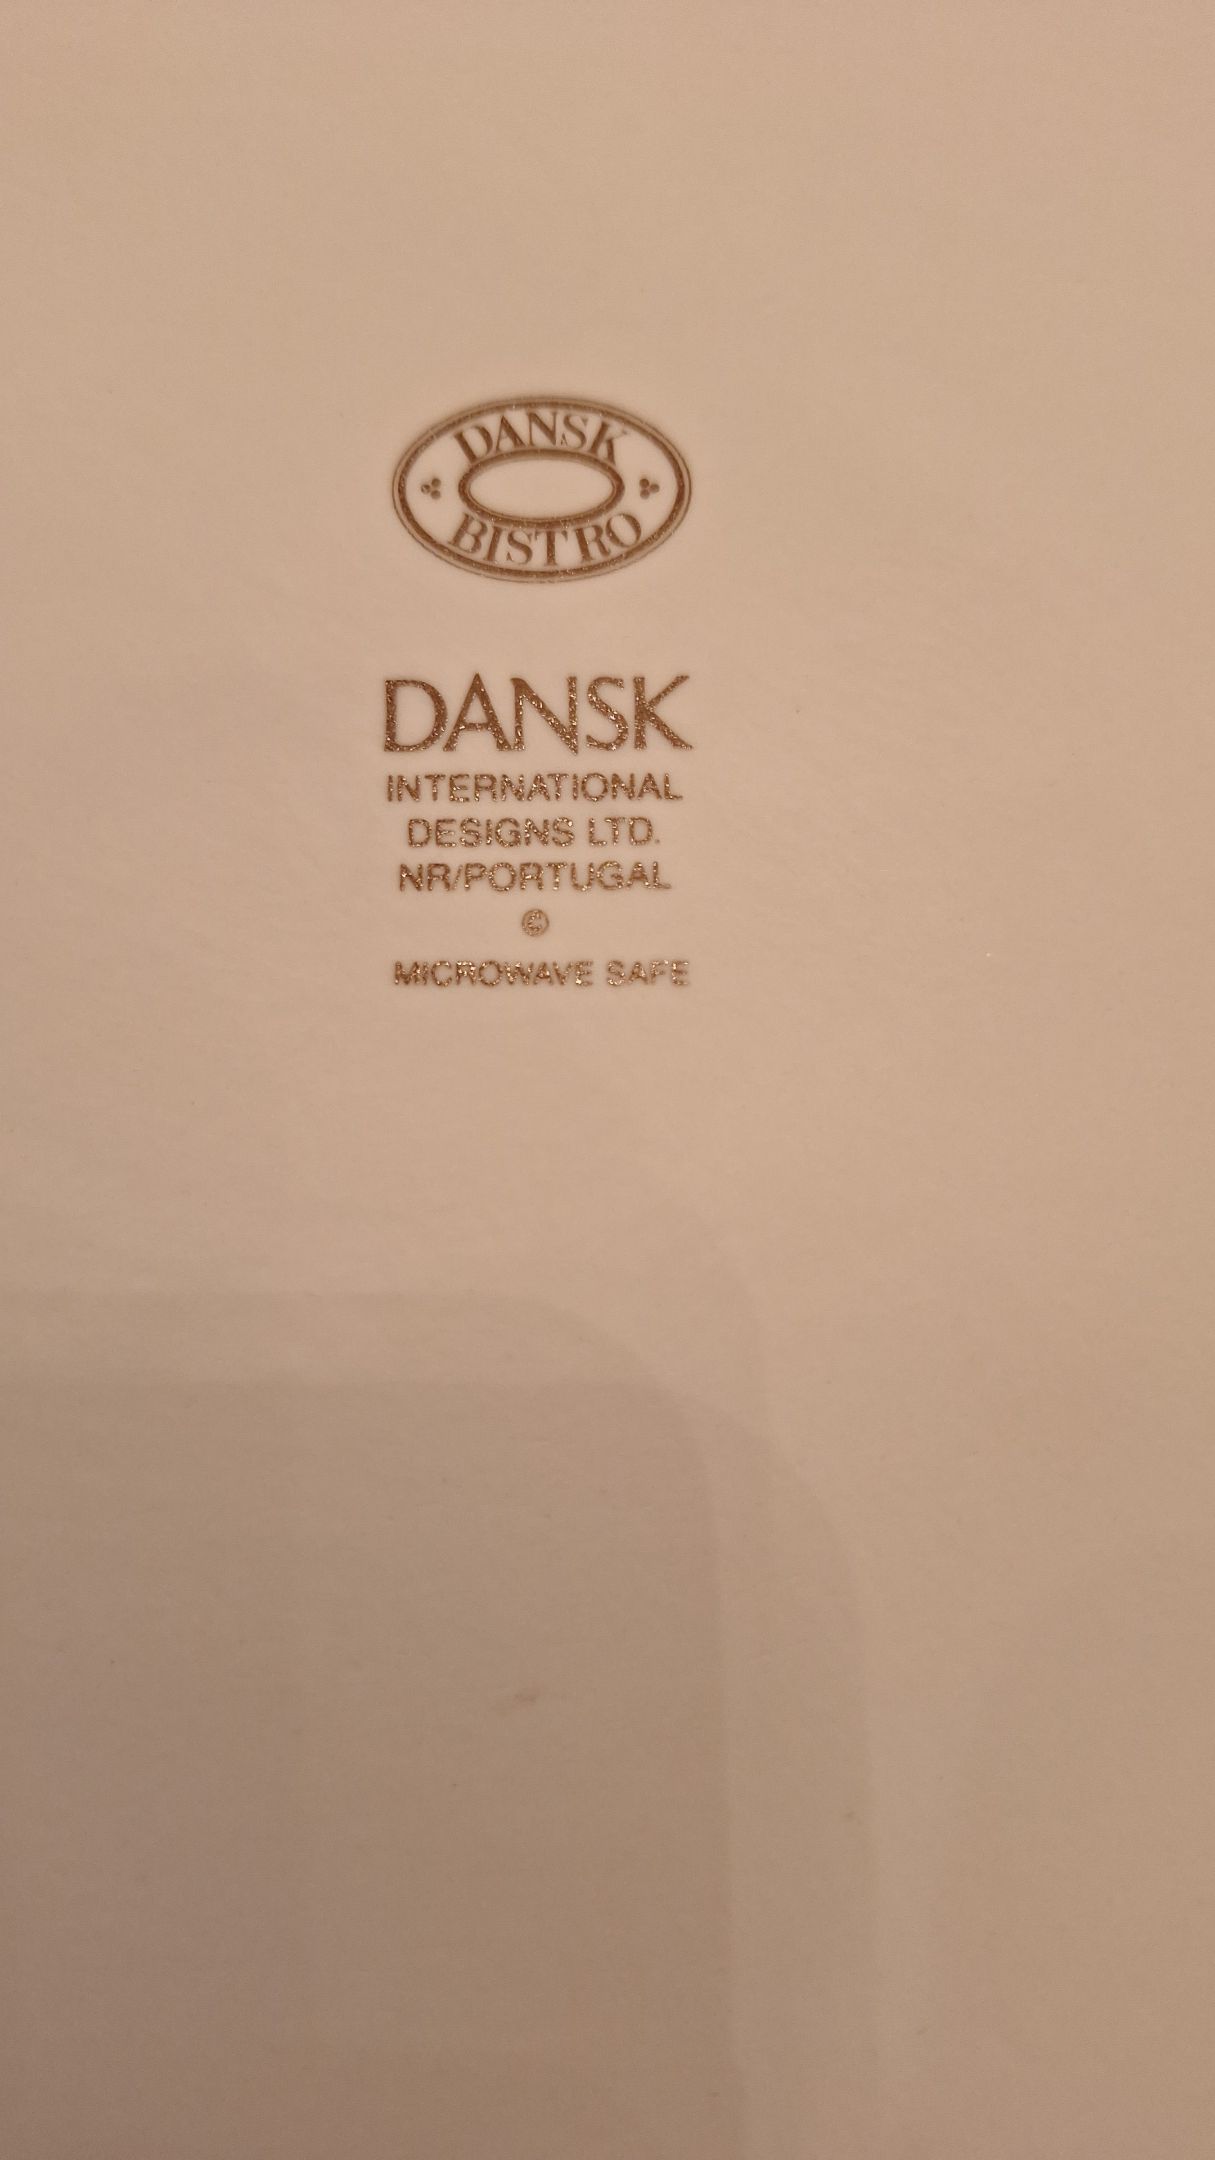 DANSK
BISTRO
DANSK
INTERNATIONAL
DESIGNS LTD.
NR/PORTUGAL
©
MICROWAVE SAFE